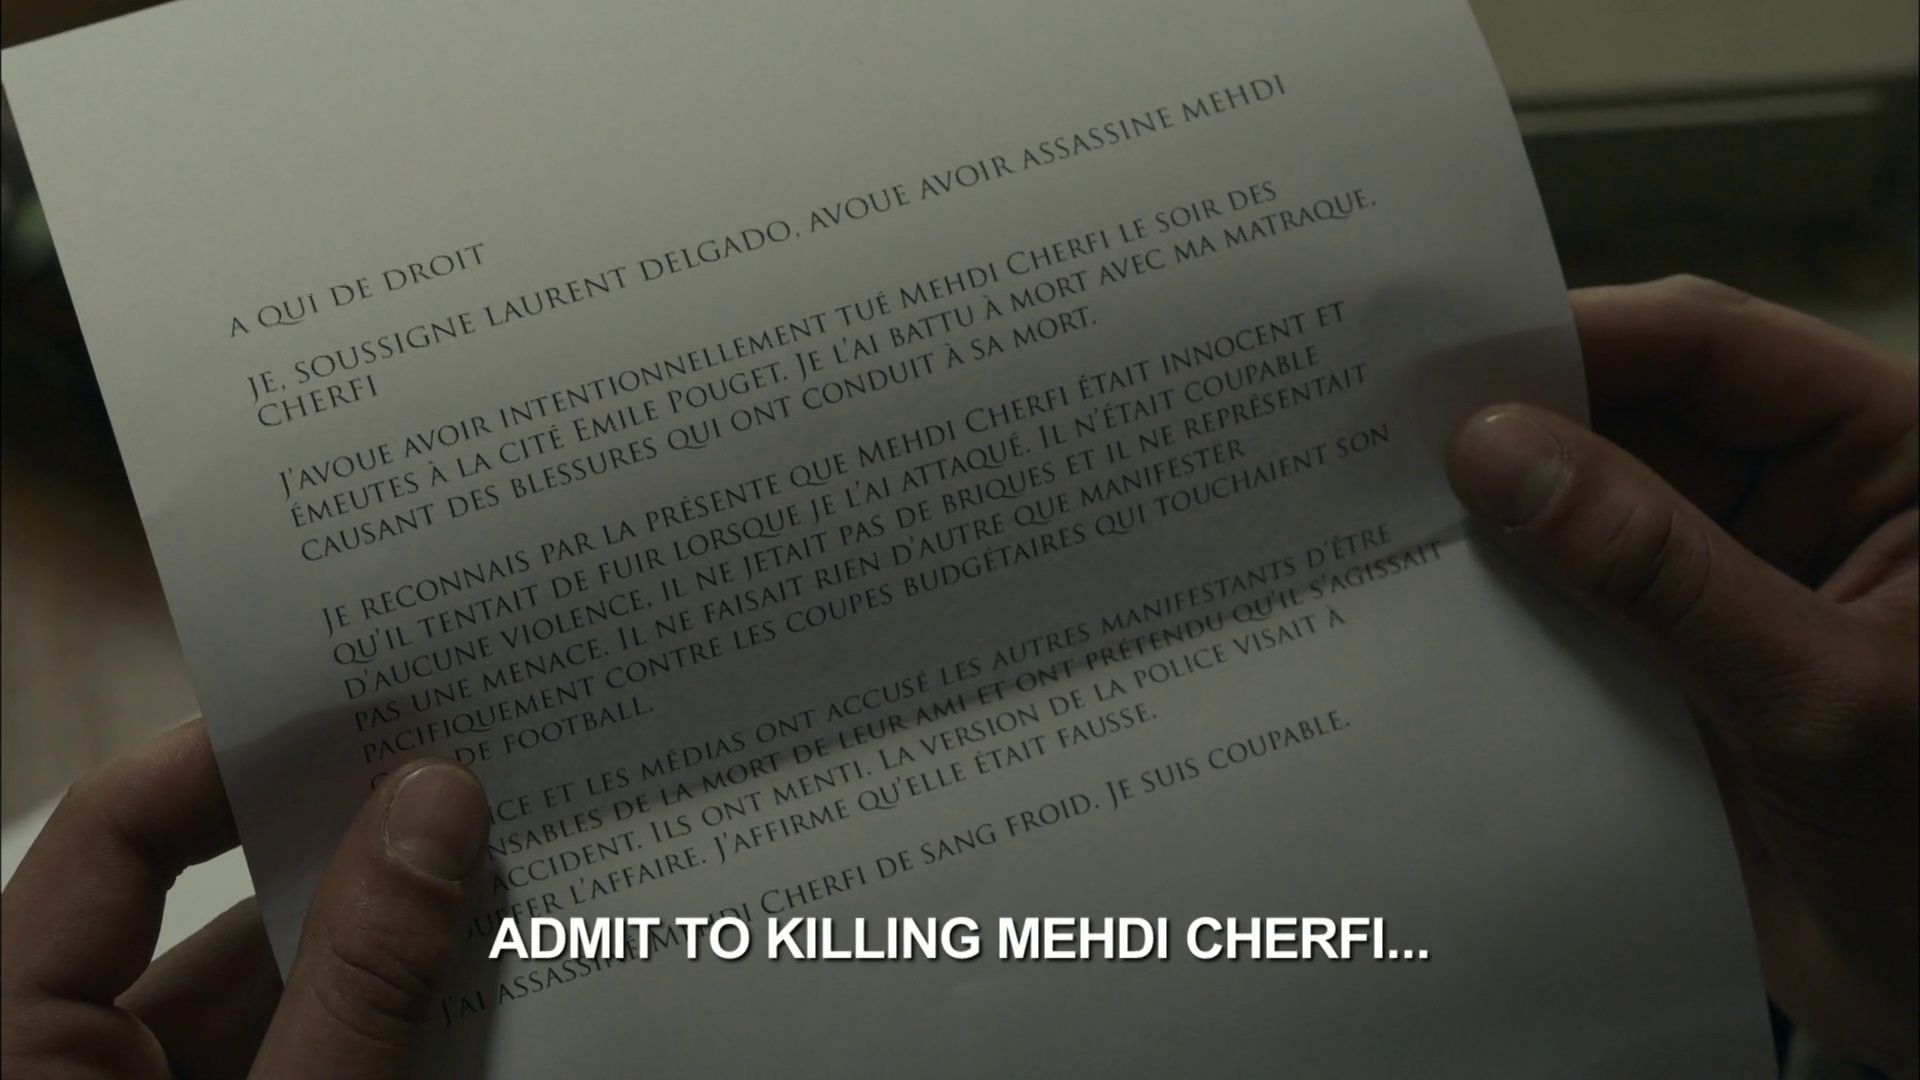 A QUI DE DROIT
JE, SOUSSIGNE LAURENT DELGADO, AVOUE AVOIR ASSASSINE MEHDI
CHERFI
J'AVOUE AVOIR INTENTIONNELLEMENT TUÉ MEHDI CHERFI LE SOIR DES
ÉMEUTES À LA CITÉ EMILE POUGET. JE L'AI BATTU À MORT AVEC MA MATRAQUE,
CAUSANT DES BLESSURES QUI ONT CONDUIT À SA MORT.
JE RECONNAIS PAR LA PRÉSENTE QUE MEHDI CHERFI ÉTAIT INNOCENT ET
QU'IL TENTAIT DE FUIR LORSQUE JE L'AI ATTAQUÉ. IL N'ÉTAIT COUPABLE
D'AUCUNE VIOLENCE, IL NE JETAIT PAS DE BRIQUES ET IL NE REPRÉSENTAIT
PAS UNE MENACE. IL NE FAISAIT RIEN D'AUTRE QUE MANIFESTER
PACIFIQUEMENT CONTRE LES COUPES BUDGÉTAIRES QUI TOUCHAIENT SON
DE FOOTBALL.
ET LES MÉDIAS ONT ACCUSÉ LES AUTRES MANIFESTANTS D'ÊTRE
DE LA MORT DE LEUR AMI ET ONT PRÉTENDU QU'IL S'AGISSAIT
ACCIDENT. ILS ONT MENTI. LA VERSION DE LA POLICE VISAIT À
L'AFFAIRE. J'AFFIRME QU'ELLE ÉTAIT FAUSSE.
J'AI ASSASSINÉ MEHDI CHERFI DE SANG FROID. JE SUIS COUPABLE.
ADMIT TO KILLING MEHDI CHERFI...